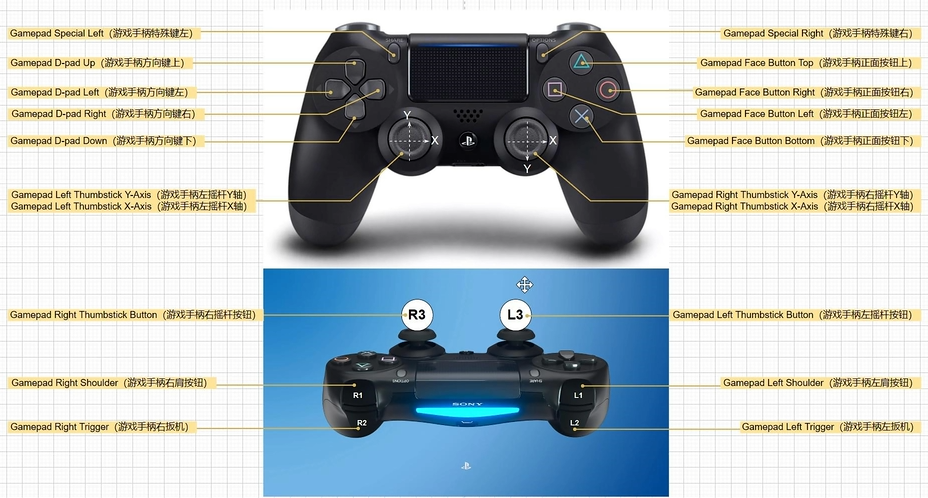 Gamepad Special Left (游戏手柄特殊键左)
Gamepad D-pad Up (游戏手柄方向键上)
Gamepad D-pad Left (游戏手柄方向键左)
Gamepad D-pad Right (游戏手柄方向键右)
Gamepad D-pad Down (游戏手柄方向键下)
Gamepad Left Thumbstick Y-Axis (游戏手柄左摇杆Y轴)
Gamepad Left Thumbstick X-Axis (游戏手柄左摇杆X轴)
SHARE
OPTIONS
Y
X
X
Y
Gamepad Special Right (游戏手柄特殊键右)
Gamepad Face Button Top (游戏手柄正面按钮上)
Gamepad Face Button Right (游戏手柄正面按钮右)
Gamepad Face Button Left (游戏手柄正面按钮左)
Gamepad Face Button Bottom (游戏手柄正面按钮下)
Gamepad Right Thumbstick Y-Axis (游戏手柄右摇杆Y轴)
Gamepad Right Thumbstick X-Axis (游戏手柄右摇杆X轴)
Gamepad Right Thumbstick Button (游戏手柄右摇杆按钮)
Gamepad Right Shoulder (游戏手柄右肩按钮)
Gamepad Right Trigger (游戏手柄右扳机)
R3
L3
OPTIONS
SHARE
R1
L1
SONY
R2
L2
Gamepad Left Thumbstick Button (游戏手柄左摇杆按钮)
Gamepad Left Shoulder (游戏手柄左肩按钮)
Gamepad Left Trigger (游戏手柄左扳机)